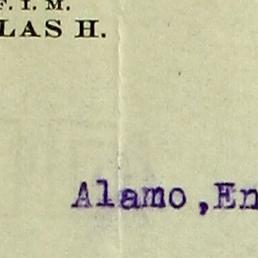 F. I. M.
LAS H.
Alamo, En